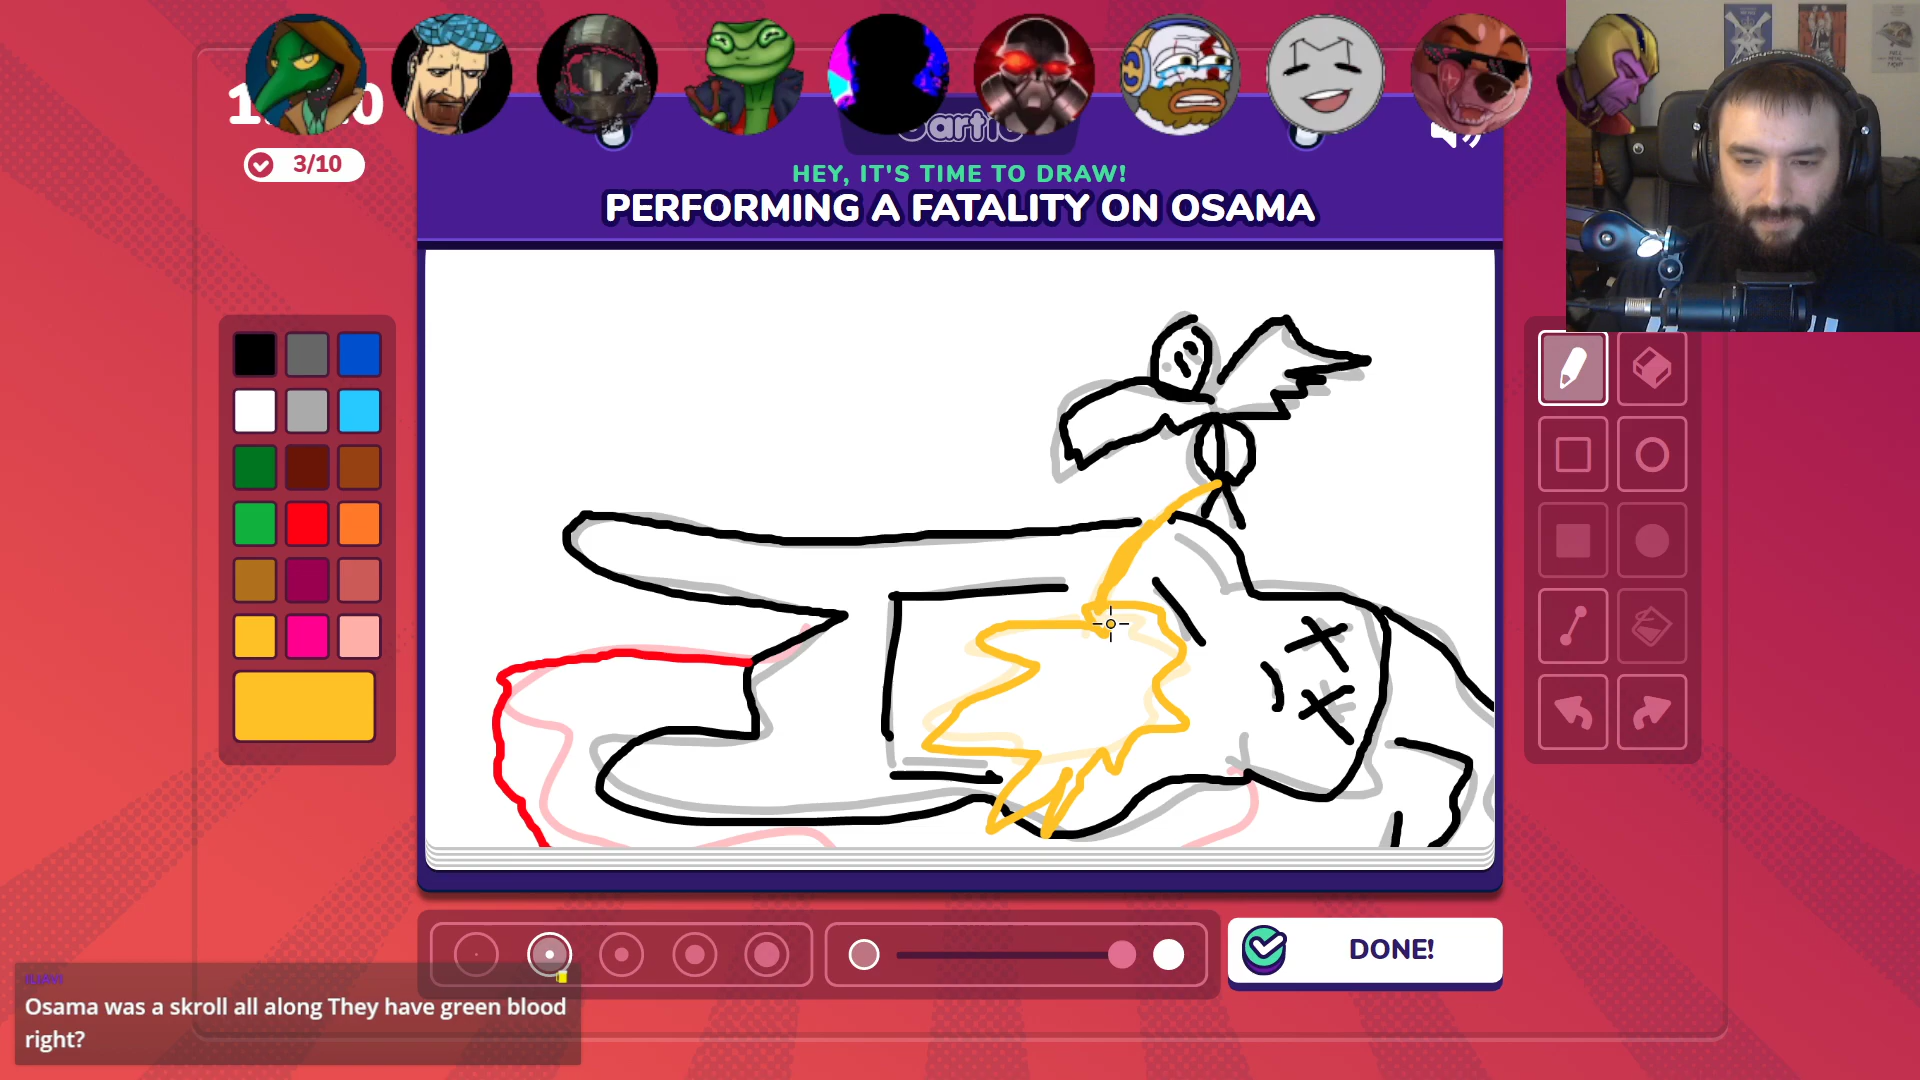 3/10
HEY, IT'S TIME TO DRAW!
PERFORMING A FATALITY ON OSAMA
DONE!
Osama was a skroll all along They have green blood
right?